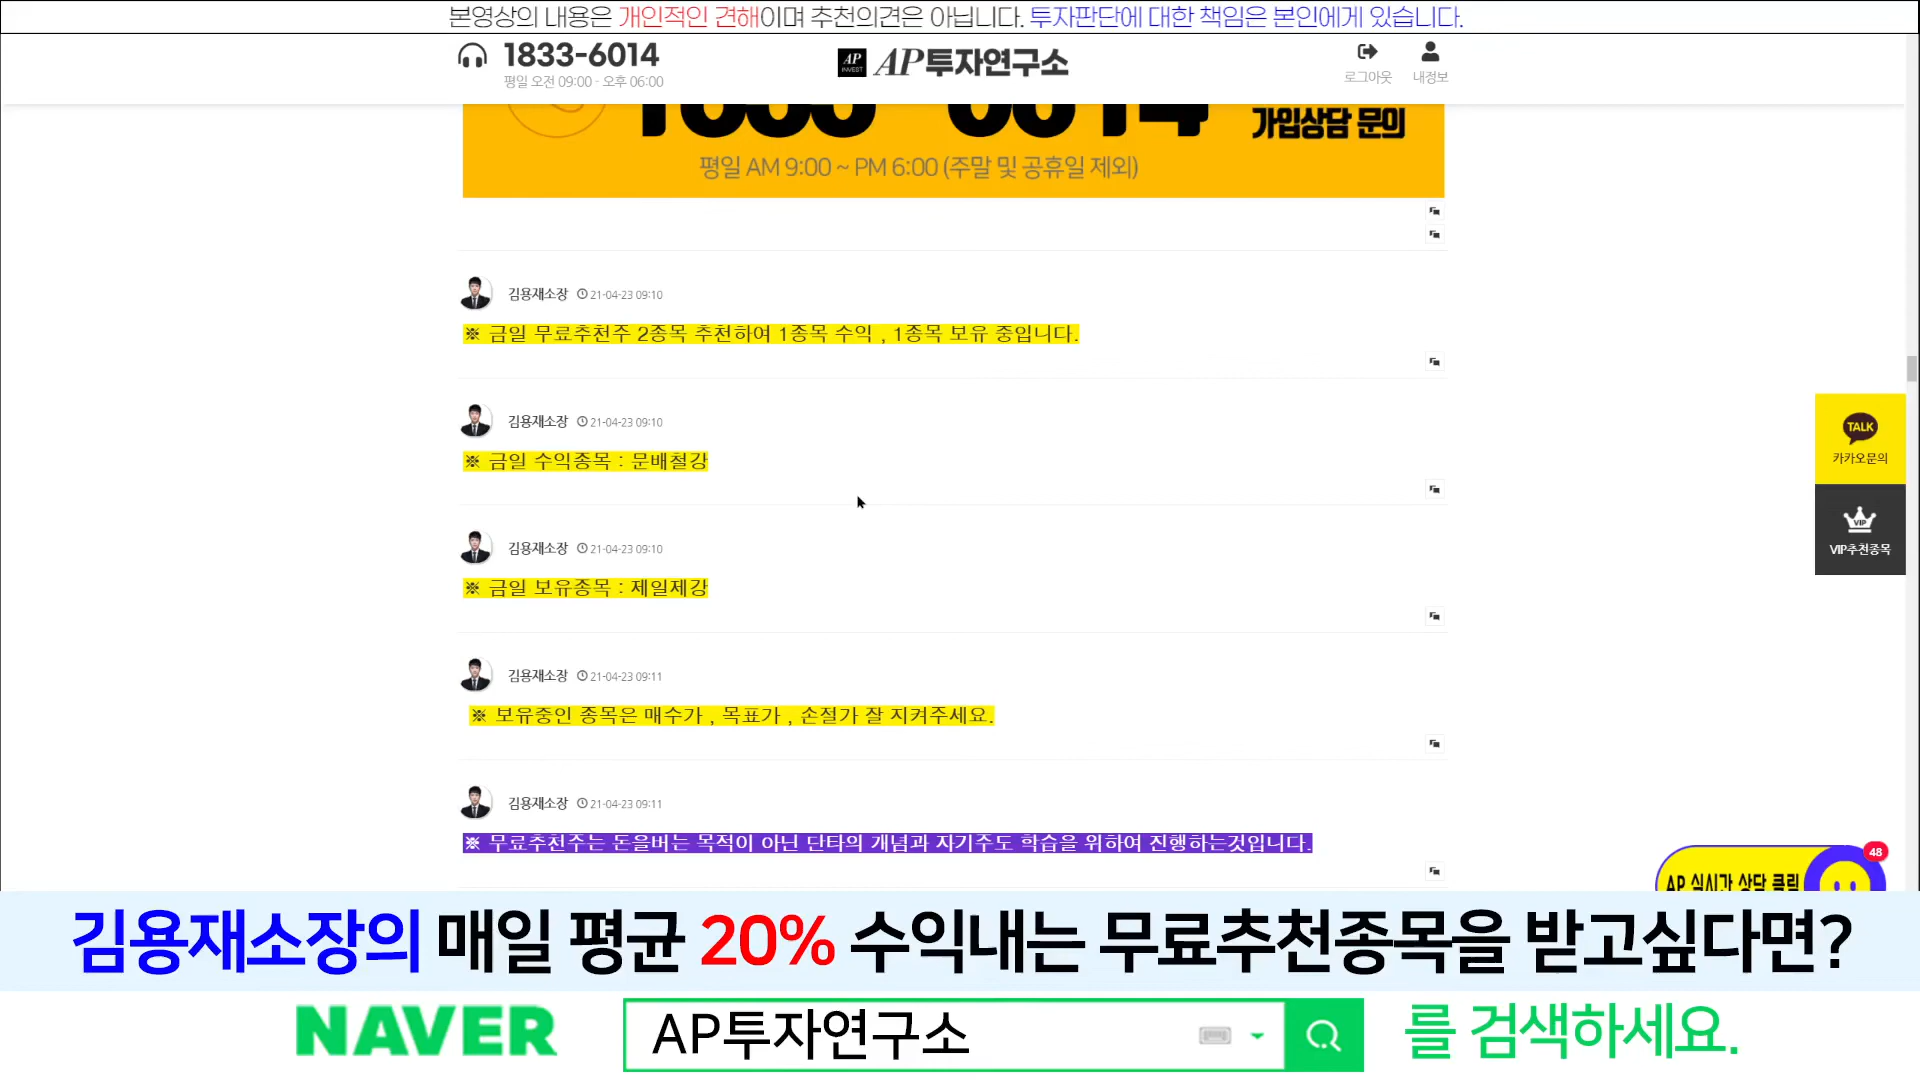 본영상의 내용은 개인적인 견해이며 추천의견은 아닙니다. 투자판단에 대한 책임은 본인에게 있습니다.
1833-6014
평일 오전 09:00 - 오후 06:00
AP INVEST AP투자연구소
로그아웃 내정보
1833-6014 가입상담 문의
평일 AM 9:00 ~ PM 6:00 (주말 및 공휴일 제외)
김용재소장 21-04-23 09:10
※ 금일 무료추천주 2종목 추천하여 1종목 수익 , 1종목 보유 중입니다.
김용재소장 21-04-23 09:10
※ 금일 수익종목 : 문배철강
김용재소장 21-04-23 09:10
※ 금일 보유종목 : 제일제강
김용재소장 21-04-23 09:11
※ 보유중인 종목은 매수가 , 목표가 , 손절가 잘 지켜주세요.
김용재소장 21-04-23 09:11
※ 무료추천주는 돈을버는 목적이 아닌 단타의 개념과 자기주도 학습을 위하여 진행하는것입니다.
TALK
카카오문의
VIP
VIP추천종목
48
AP 실시간 상담 클릭
김용재소장의 매일 평균 20% 수익내는 무료추천종목을 받고싶다면?
NAVER AP투자연구소 를 검색하세요.